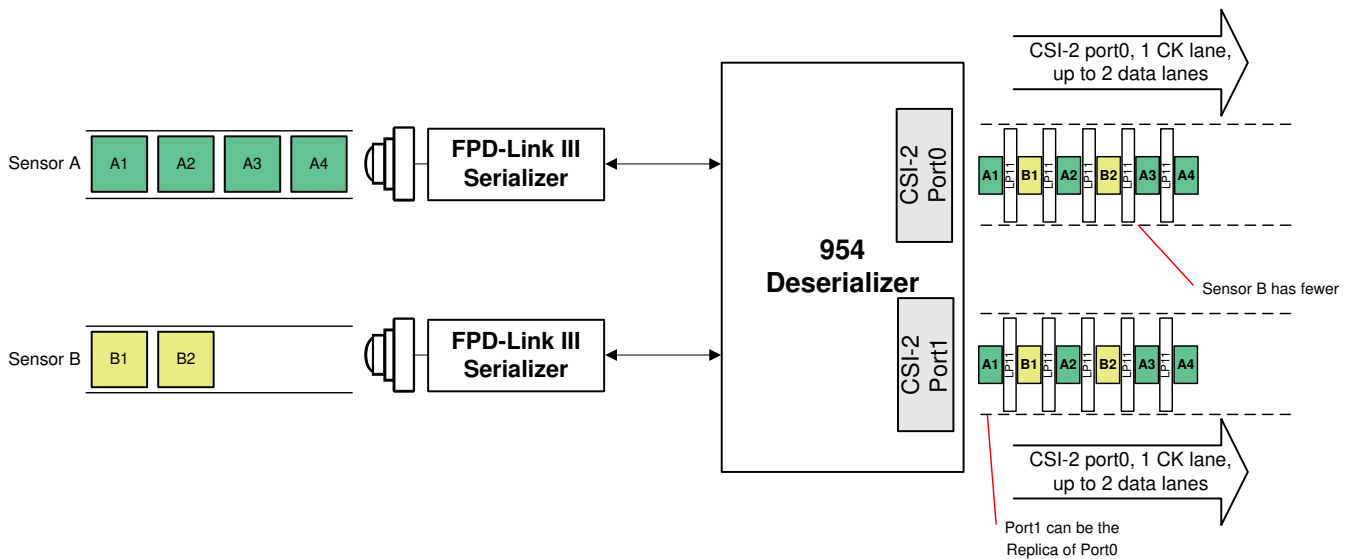 CSI-2 port0, 1 CK lane,
up to 2 data lanes
Sensor A
A1 A2 A3 A4
FPD-Link III
Serializer
CSI-2
Port0
A1 LP11 B1 LP11 A2 LP11 B2 LP11 A3 LP11 A4
954
Deserializer
Sensor B has fewer
Sensor B
B1 B2
FPD-Link III
Serializer
CSI-2
Port1
A1 LP11 B1 LP11 A2 LP11 B2 LP11 A3 LP11 A4
CSI-2 port0, 1 CK lane,
up to 2 data lanes
Port1 can be the
Replica of Port0